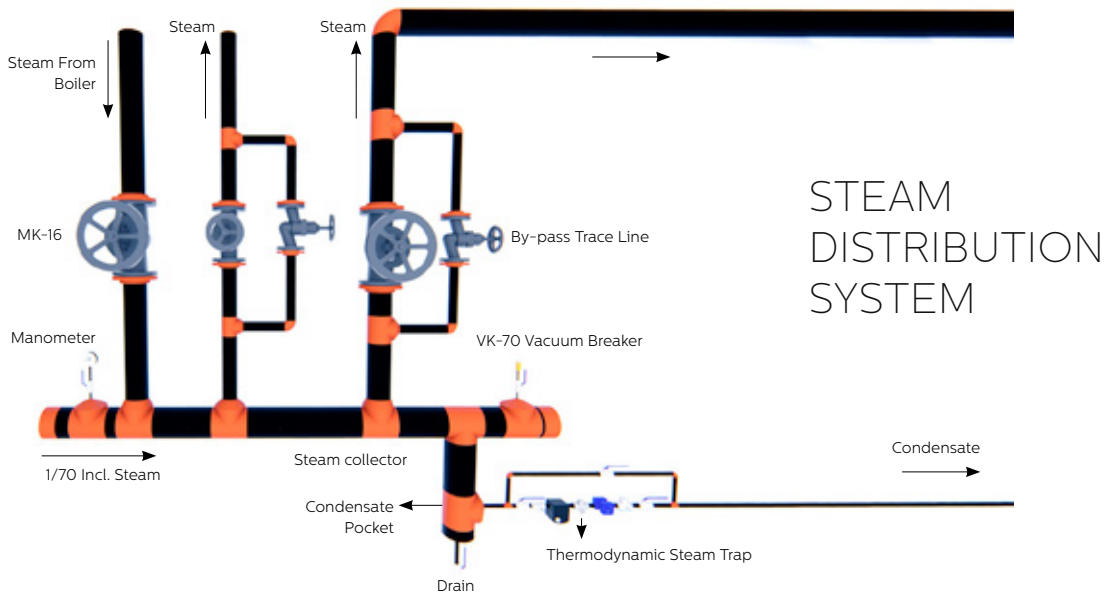 Steam
Steam
Steam From
Boiler
STEAM
DISTRIBUTION
SYSTEM
MK-16
By-pass Trace Line
Manometer
VK-70 Vacuum Breaker
1/70 Incl. Steam
Steam collector
Condensate
Condensate
Pocket
Thermodynamic Steam Trap
Drain